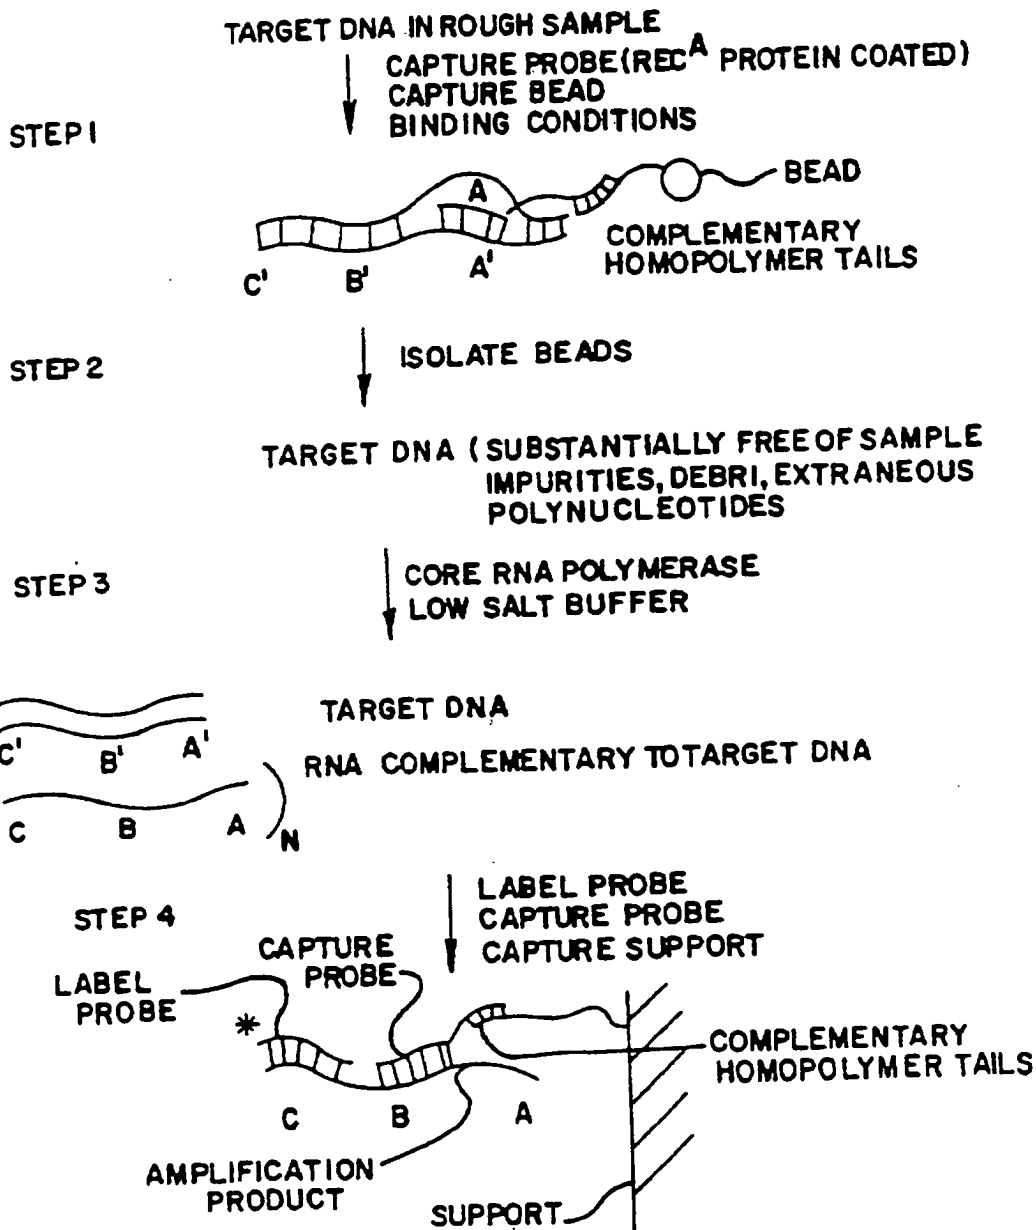 TARGET DNA IN ROUGH SAMPLE
CAPTURE PROBE (REC^A PROTEIN COATED)
CAPTURE BEAD
BINDING CONDITIONS
STEP 1
BEAD
A
COMPLEMENTARY
HOMOPOLYMER TAILS
C' B' A'
STEP 2
ISOLATE BEADS
TARGET DNA (SUBSTANTIALLY FREE OF SAMPLE
IMPURITIES, DEBRI, EXTRANEOUS
POLYNUCLEOTIDES
STEP 3
CORE RNA POLYMERASE
LOW SALT BUFFER
TARGET DNA
C' B' A'
RNA COMPLEMENTARY TO TARGET DNA
C B A N
STEP 4
LABEL PROBE
CAPTURE PROBE
CAPTURE SUPPORT
CAPTURE
PROBE
LABEL
PROBE
*
COMPLEMENTARY
HOMOPOLYMER TAILS
C B A
AMPLIFICATION
PRODUCT
SUPPORT